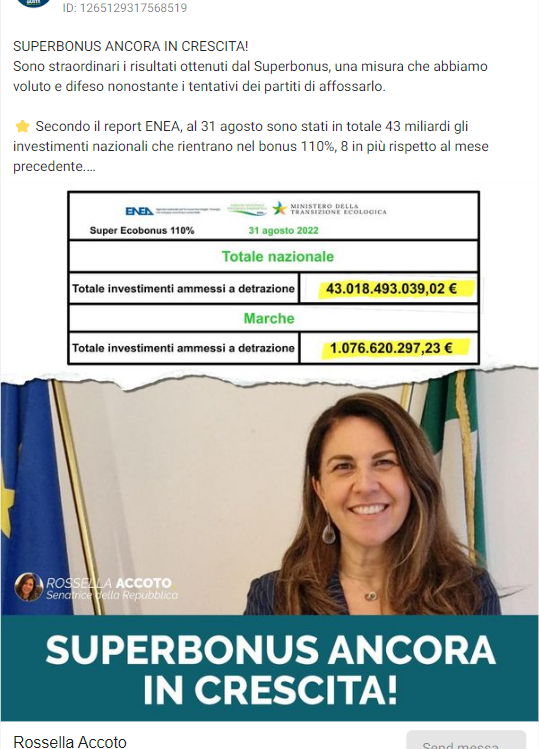 ID: 1265129317568519
SUPERBONUS ANCORA IN CRESCITA!
Sono straordinari i risultati ottenuti dal Superbonus, una misura che abbiamo
voluto e difeso nonostante i tentativi dei partiti di affossarlo.
⭐ Secondo il report ENEA, al 31 agosto sono stati in totale 43 miliardi gli
investimenti nazionali che rientrano nel bonus 110%, 8 in più rispetto al mese
precedente....
ENEA
MINISTERO DELLA
TRANSIZIONE ECOLOGICA
Super Ecobonus 110% 31 agosto 2022
Totale nazionale
Totale investimenti ammessi a detrazione 43.018.493.039,02 €
Marche
Totale investimenti ammessi a detrazione 1.076.620.297,23 €
ROSSELLA ACCOTO
Senatrice della Repubblica
SUPERBONUS ANCORA
IN CRESCITA!
Rossella Accoto
Send messa